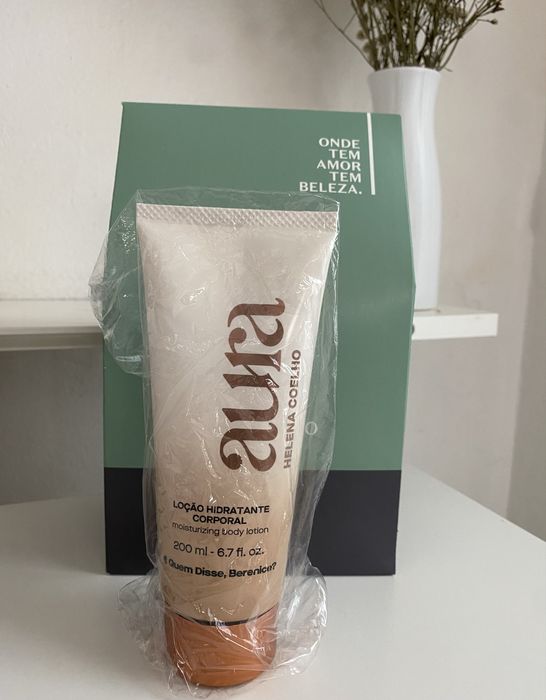 ONDE
TEM
AMOR
TEM
BELEZA.
aura
HELENA COELHO
LOÇÃO HIDRATANTE
CORPORAL
moisturizing body lotion
200 ml - 6.7 fl. oz.
Quem Disse, Berenice?
O